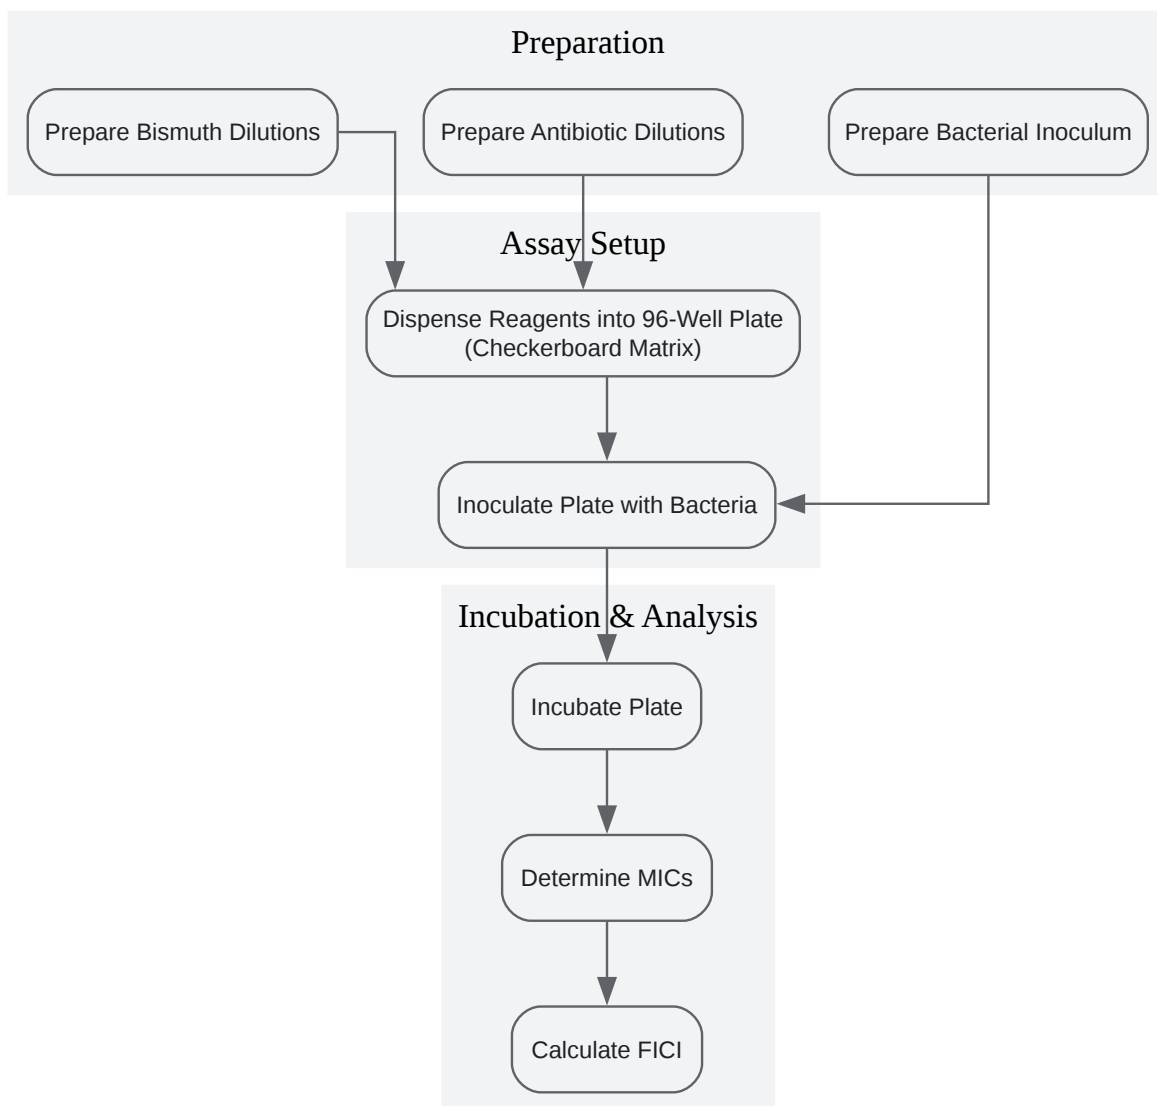 Preparation
Prepare Bismuth Dilutions
Prepare Antibiotic Dilutions
Prepare Bacterial Inoculum
Assay Setup
Dispense Reagents into 96-Well Plate
(Checkerboard Matrix)
Inoculate Plate with Bacteria
Incubation & Analysis
Incubate Plate
Determine MICs
Calculate FICI